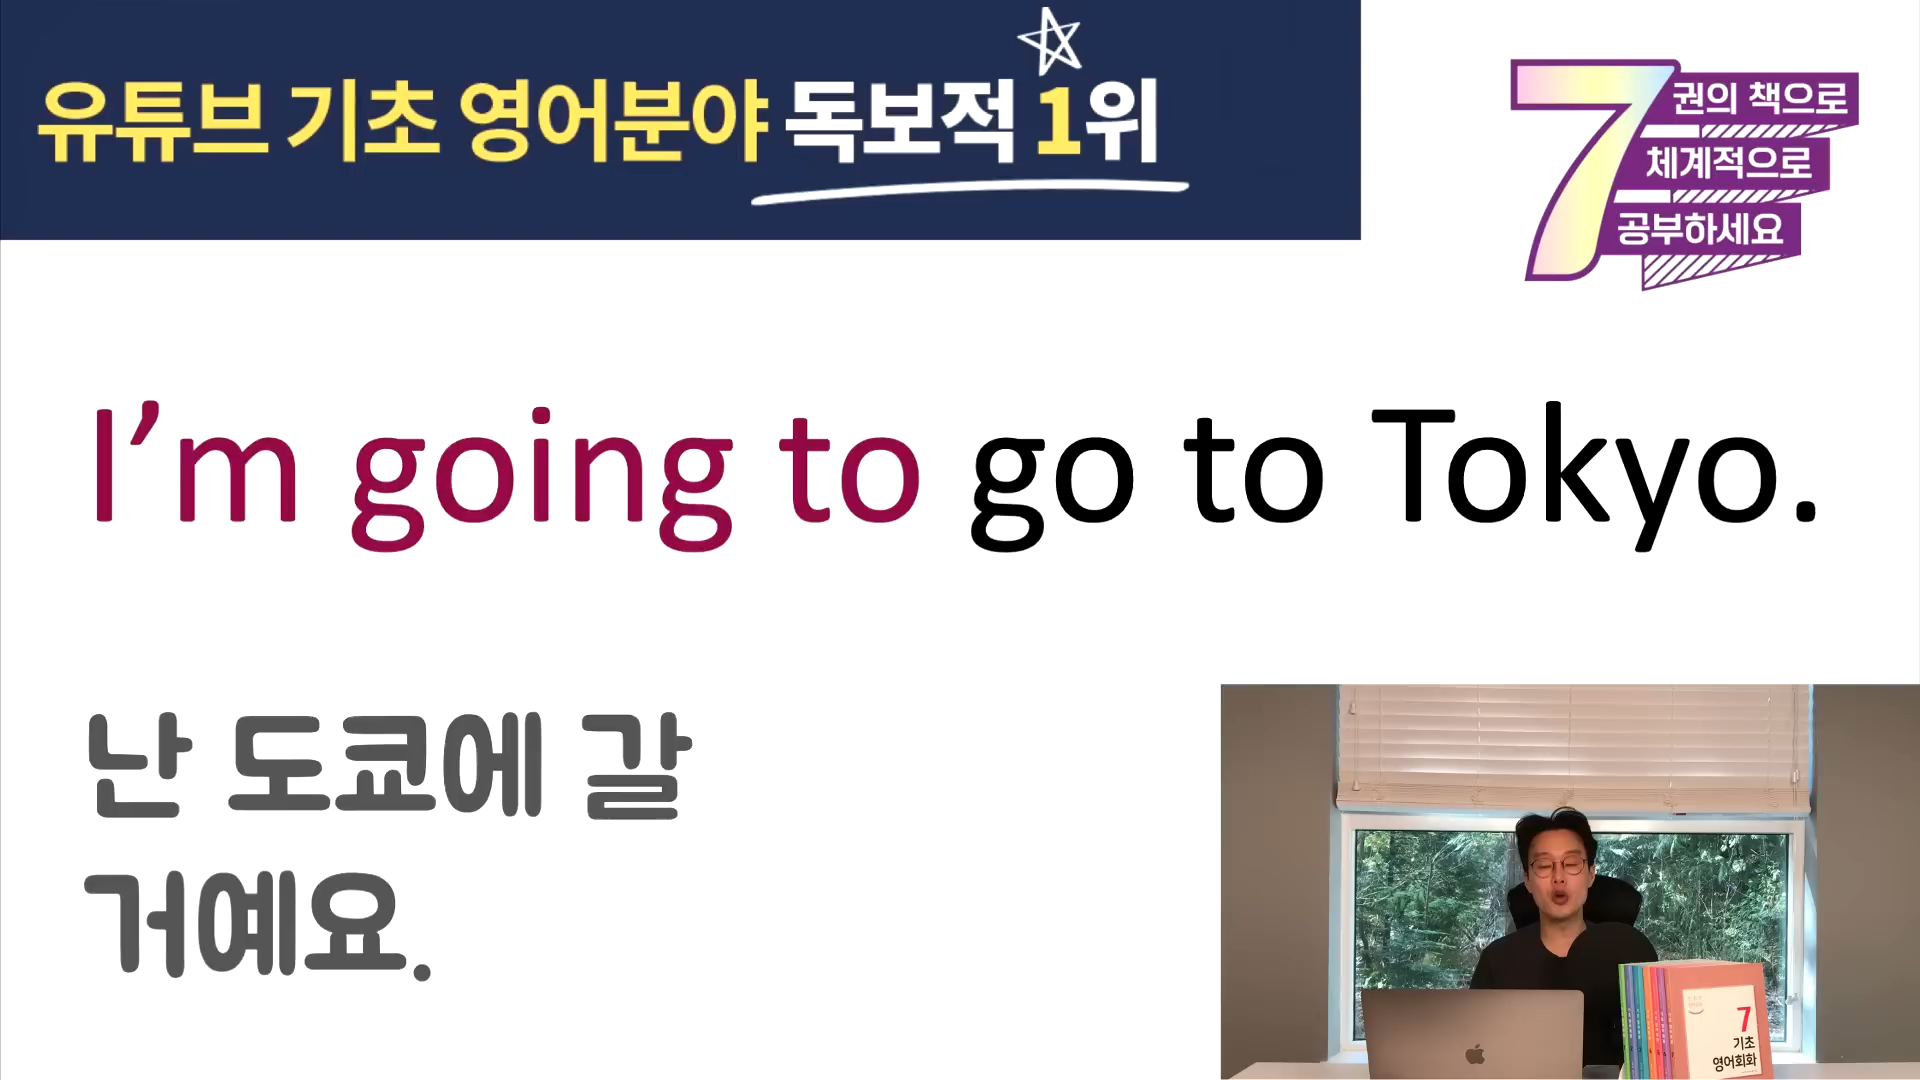 유튜브 기초 영어분야 독보적 1위
7권의 책으로
체계적으로
공부하세요
I’m going to go to Tokyo.
난 도쿄에 갈
거예요.
7
기초
영어회화